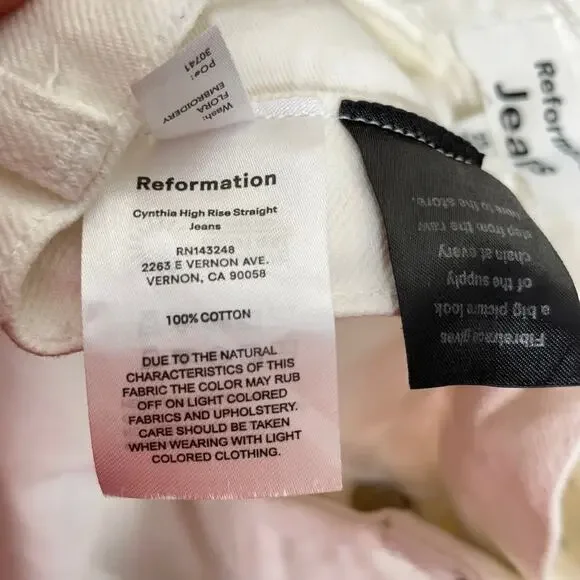 PO#: 30741
Wash: FLORA
EMBROIDERY
Reformation
Cynthia High Rise Straight
Jeans
RN143248
2263 E VERNON AVE.
VERNON, CA 90058
100% COTTON
DUE TO THE NATURAL
CHARACTERISTICS OF THIS
FABRIC THE COLOR MAY RUB
OFF ON LIGHT COLORED
FABRICS AND UPHOLSTERY.
CARE SHOULD BE TAKEN
WHEN WEARING WITH LIGHT
COLORED CLOTHING.
Fibretrace gives
a big picture look
of the supply
chain at every
step from the raw
to the store.
Reform
Jea